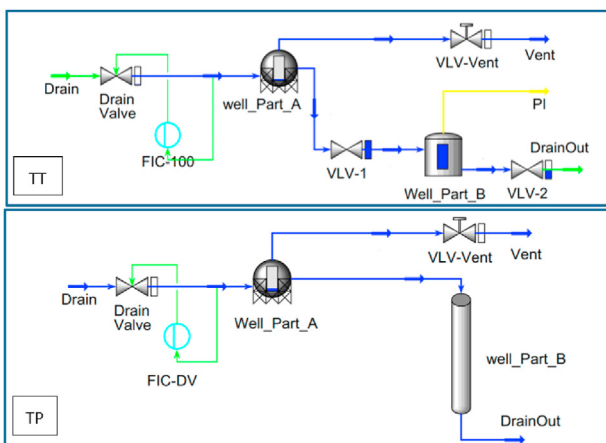 VLV-Vent
Vent
Drain
Drain
Valve
well_Part_A
PI
FIC-100
VLV-1
Well_Part_B
DrainOut
VLV-2
TT
VLV-Vent
Vent
Drain
Drain
Valve
Well_Part_A
FIC-DV
well_Part_B
DrainOut
TP